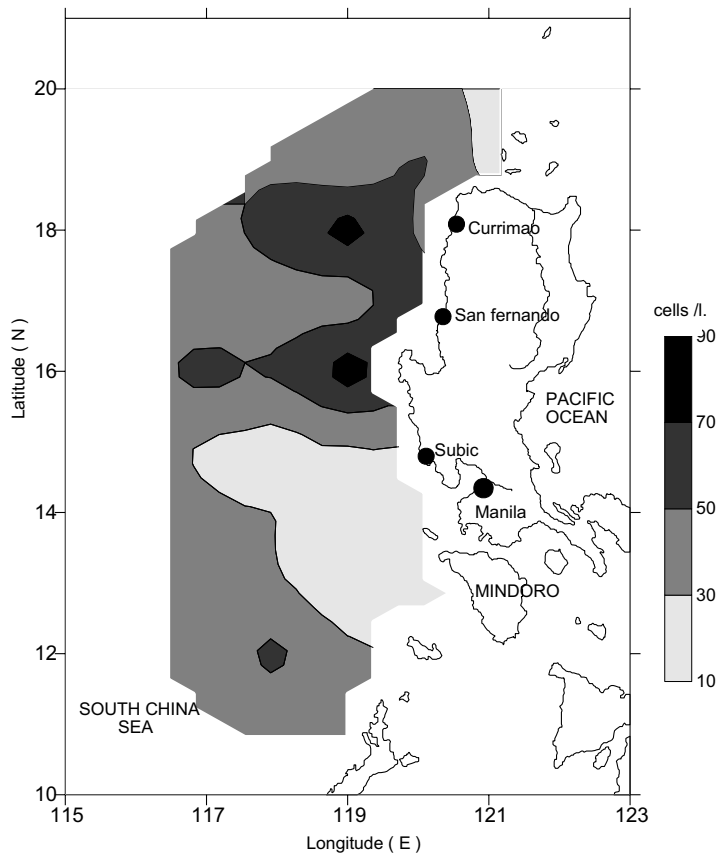 20
18
16
14
12
10
Latitude ( N )
115
117
119
121
123
Longitude ( E )
Currimao
San fernando
Subic
Manila
MINDORO
PACIFIC
OCEAN
SOUTH CHINA
SEA
cells /l.
90
70
50
30
10